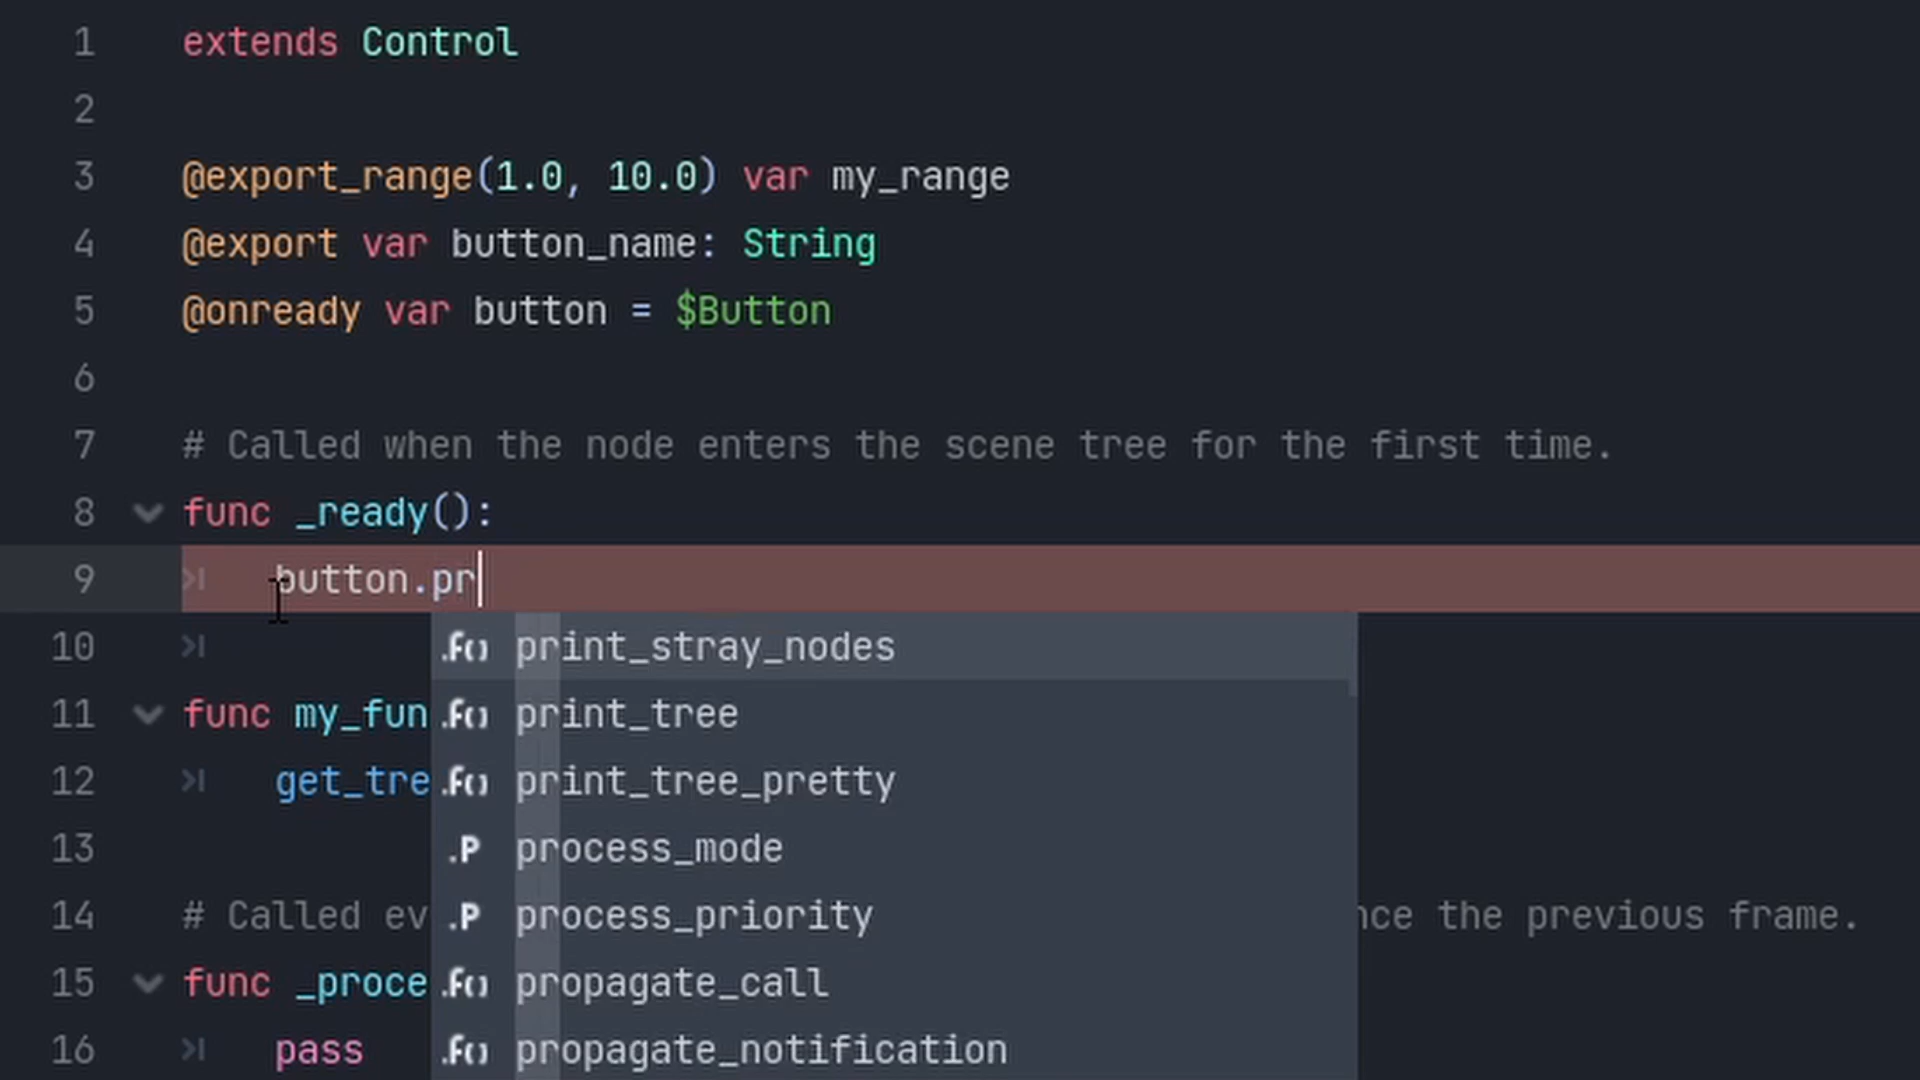 1 extends Control
2
3 @export_range(1.0, 10.0) var my_range
4 @export var button_name: String
5 @onready var button = $Button
6
7 # Called when the node enters the scene tree for the first time.
8 func _ready():
9 button.pr
10 .F() print_stray_nodes
11 func my_fun .F() print_tree
12 get_tre .F() print_tree_pretty
13 .P process_mode
14 # Called ev .P process_priority nce the previous frame.
15 func _proce .F() propagate_call
16 pass .F() propagate_notification